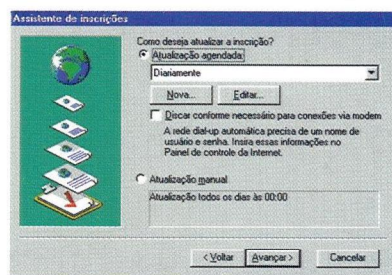 Assistente de inscrições
Como deseja atualizar a inscrição?
Atualização agendada
Diariamente
Nova...
Editar...
Discar conforme necessário para conexões via modem
A rede dial-up automática precisa de um nome de
usuário e senha. Insira essas informações no
Painel de controle da Internet.
Atualização manual
Atualização todos os dias às 00:00
< Voltar
Avançar >
Cancelar